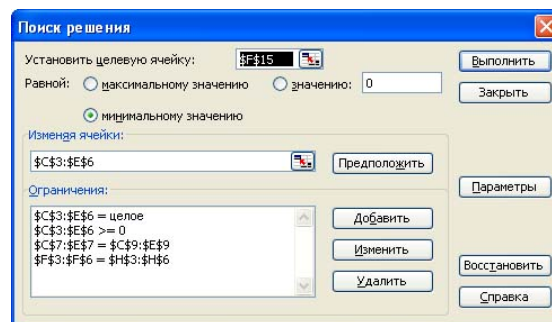 Поиск решения
Установить целевую ячейку: $F$15
Выполнить
Равной: максимальному значению значению: 0
Закрыть
минимальному значению
Изменяя ячейки:
$C$3:$E$6
Предположить
Ограничения:
Параметры
$C$3:$E$6 = целое
$C$3:$E$6 >= 0
$C$7:$E$7 = $C$9:$E$9
$F$3:$F$6 = $H$3:$H$6
Добавить
Изменить
Удалить
Восстановить
Справка